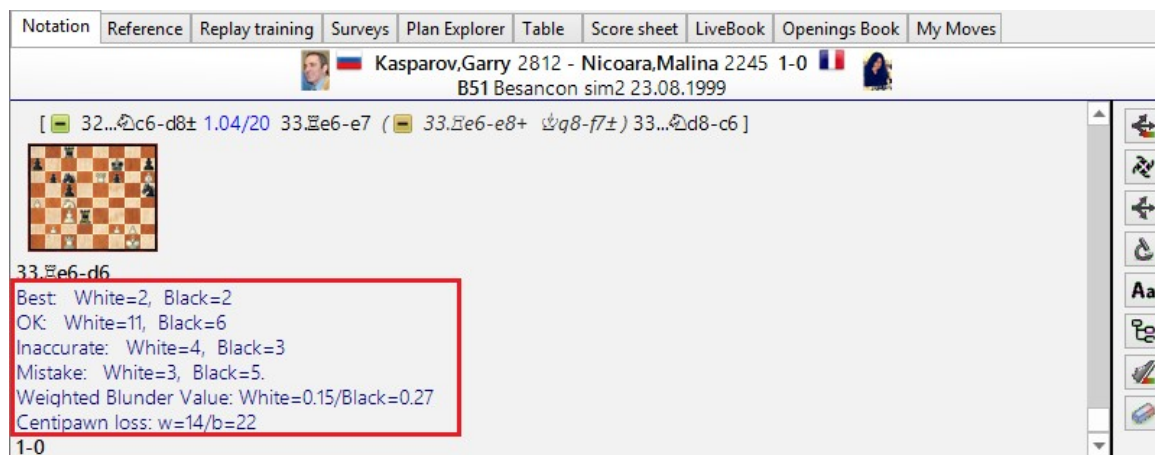 Notation Reference Replay training Surveys Plan Explorer Table Score sheet LiveBook Openings Book My Moves
Kasparov,Garry 2812 - Nicoara,Malina 2245 1-0
B51 Besancon sim2 23.08.1999
[ 32...♘c6-d8± 1.04/20 33.♖e6-e7 ( 33.♖e6-e8+ ♔g8-f7± ) 33...♘d8-c6 ]
33.♖e6-d6
Best: White=2, Black=2
OK: White=11, Black=6
Inaccurate: White=4, Black=3
Mistake: White=3, Black=5.
Weighted Blunder Value: White=0.15/Black=0.27
Centipawn loss: w=14/b=22
1-0
Aa